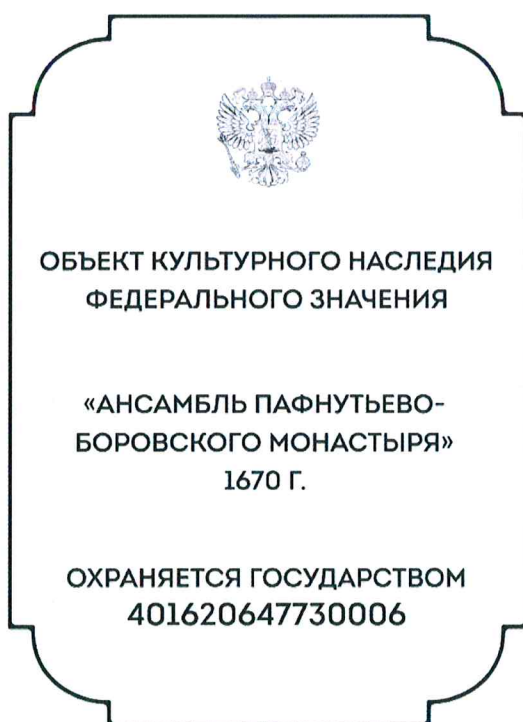 ОБЪЕКТ КУЛЬТУРНОГО НАСЛЕДИЯ
ФЕДЕРАЛЬНОГО ЗНАЧЕНИЯ
«АНСАМБЛЬ ПАФНУТЬЕВО-
БОРОВСКОГО МОНАСТЫРЯ»
1670 Г.
ОХРАНЯЕТСЯ ГОСУДАРСТВОМ
401620647730006